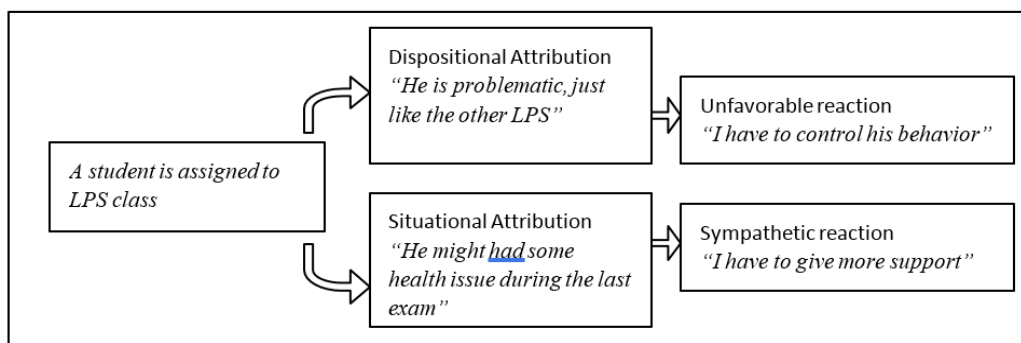 A student is assigned to
LPS class
Dispositional Attribution
“He is problematic, just
like the other LPS”
Unfavorable reaction
“I have to control his behavior”
Situational Attribution
“He might had some
health issue during the last
exam”
Sympathetic reaction
“I have to give more support”